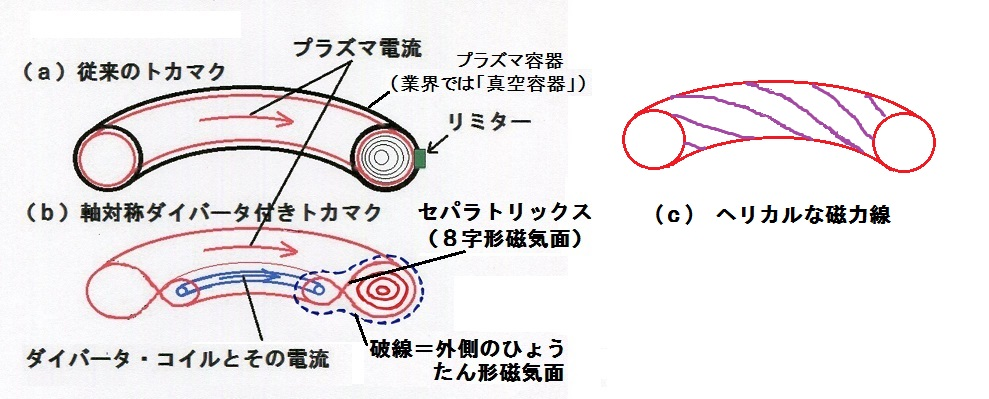 プラズマ電流
(a)従来のトカマク
プラズマ容器
(業界では「真空容器」)
リミター
(b)軸対称ダイバータ付きトカマク
セパラトリックス
(8字形磁気面)
(c) ヘリカルな磁力線
ダイバータ・コイルとその電流
破線=外側のひょう
たん形磁気面